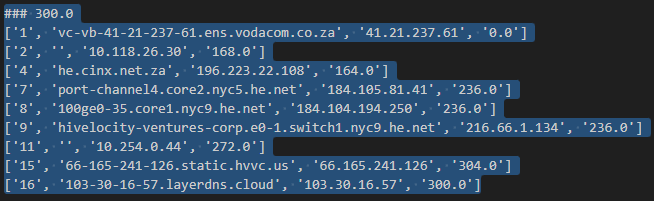 ### 300.0
['1', 'vc-vb-41-21-237-61.ens.vodacom.co.za', '41.21.237.61', '0.0']
['2', '', '10.118.26.30', '168.0']
['4', 'he.cinx.net.za', '196.223.22.108', '164.0']
['7', 'port-channel4.core2.nyc5.he.net', '184.105.81.41', '236.0']
['8', '100ge0-35.core1.nyc9.he.net', '184.104.194.250', '236.0']
['9', 'hivelocity-ventures-corp.e0-1.switch1.nyc9.he.net', '216.66.1.134', '236.0']
['11', '', '10.254.0.44', '272.0']
['15', '66-165-241-126.static.hvvc.us', '66.165.241.126', '304.0']
['16', '103-30-16-57.layerdns.cloud', '103.30.16.57', '300.0']